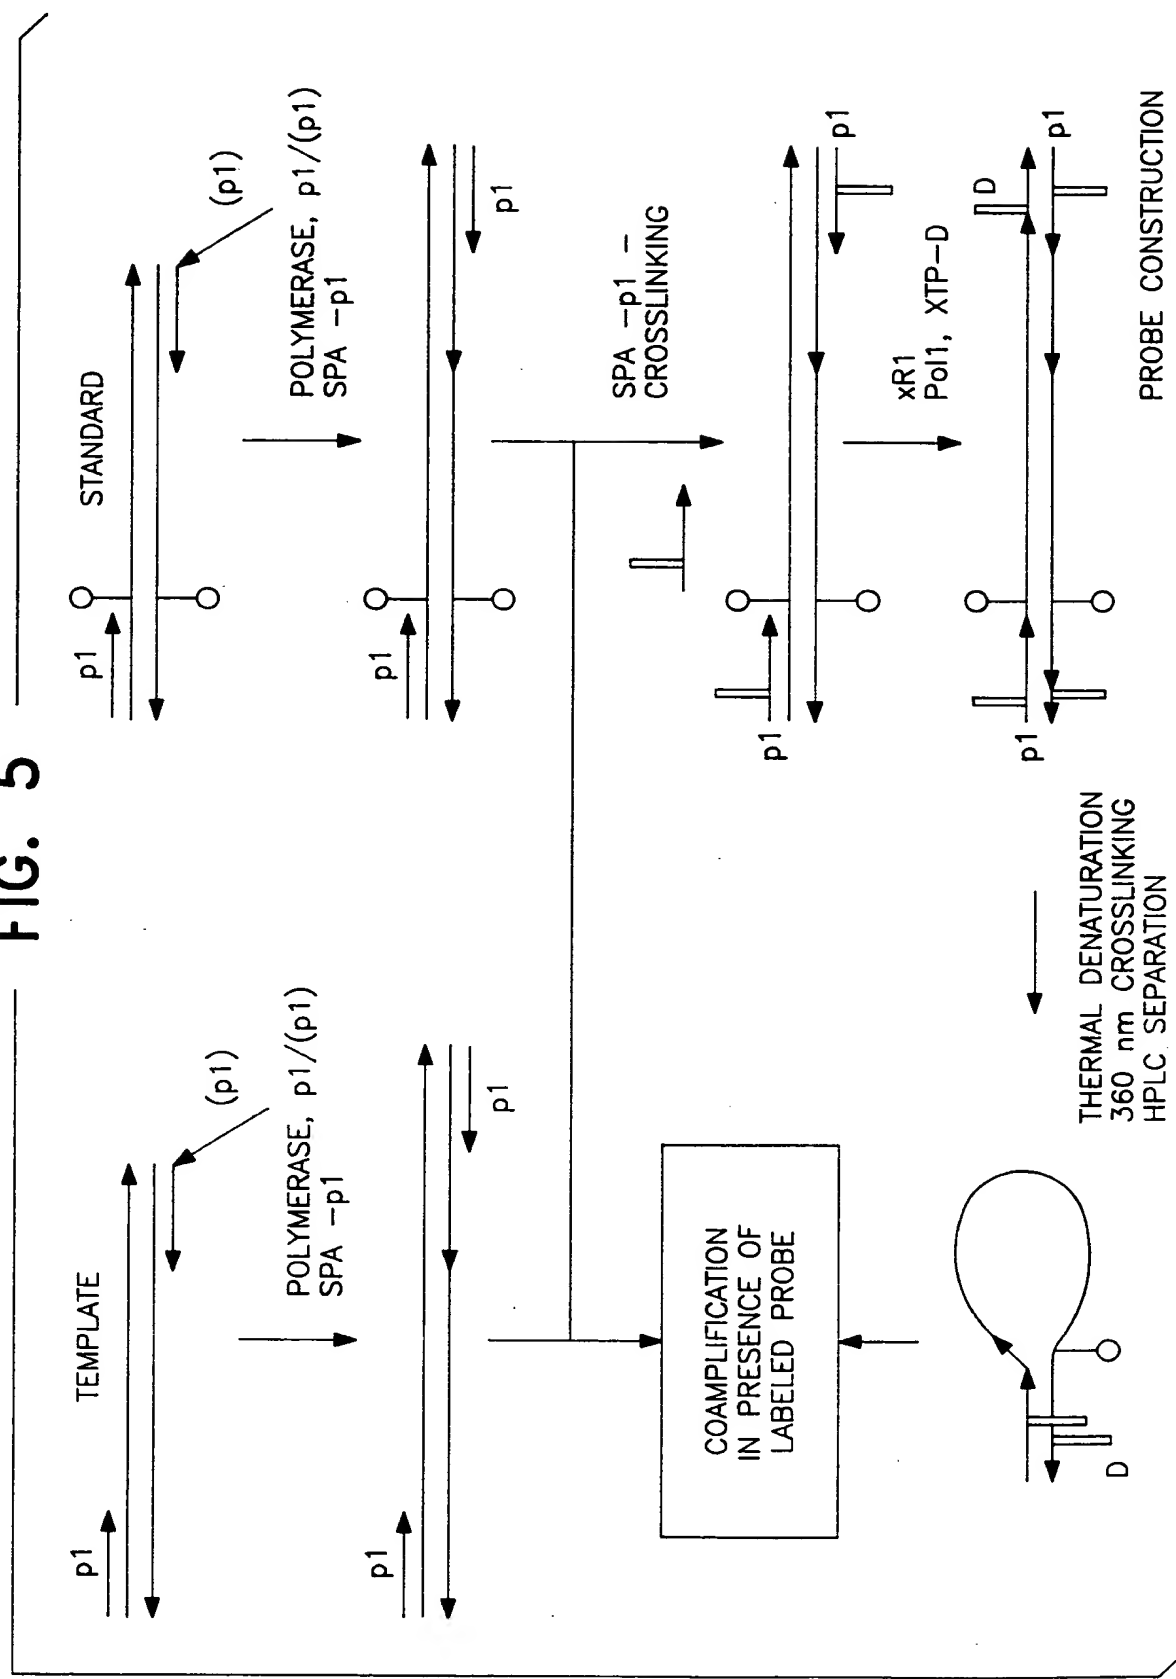 FIG. 5
TEMPLATE
p1
(p1)
POLYMERASE, p1/(p1)
SPA –p1
p1
p1
STANDARD
p1
(p1)
POLYMERASE, p1/(p1)
SPA –p1
p1
p1
SPA –p1 –
CROSSLINKING
p1
p1
xR1
Pol1, XTP–D
D
p1
p1
PROBE CONSTRUCTION
COAMPLIFICATION
IN PRESENCE OF
LABELED PROBE
D
THERMAL DENATURATION
360 nm CROSSLINKING
HPLC SEPARATION